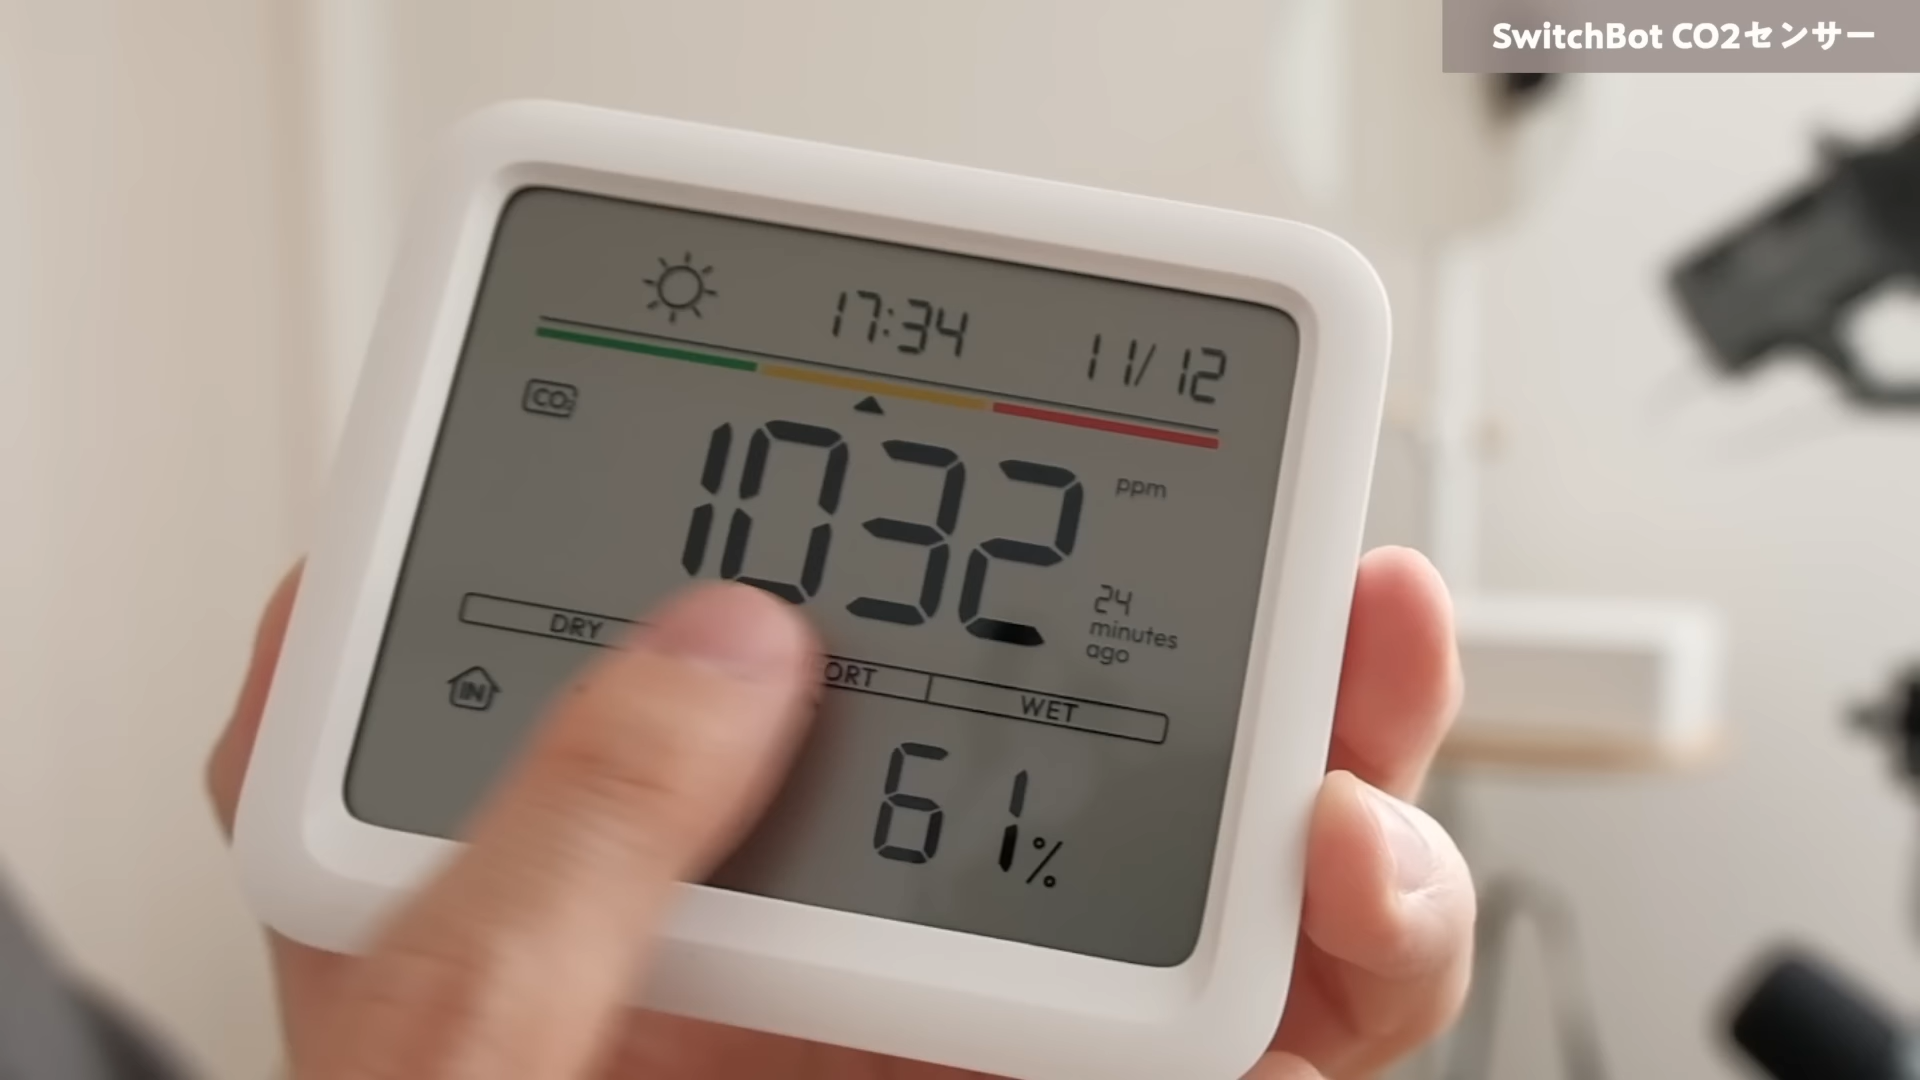 SwitchBot CO2センサー
17:34
11/12
CO₂
1032
ppm
24
minutes
ago
DRY
ORT
WET
IN
61%